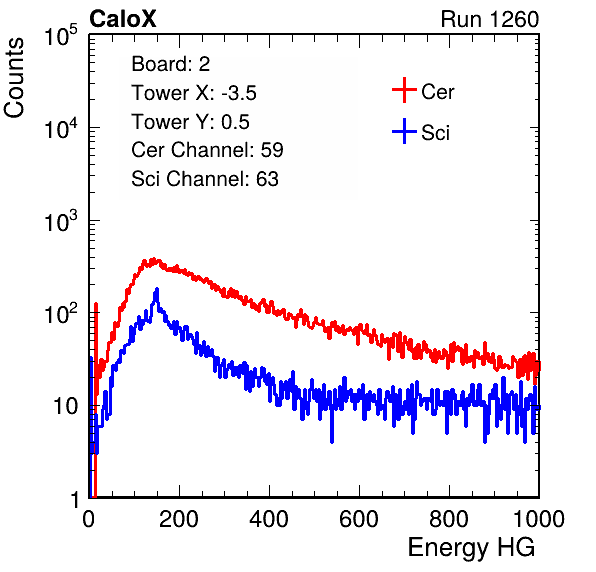 CaloX Run 1260
Counts
10^5
10^4
10^3
10^2
10
1
Board: 2
Tower X: -3.5
Tower Y: 0.5
Cer Channel: 59
Sci Channel: 63
Cer
Sci
0 200 400 600 800 1000
Energy HG